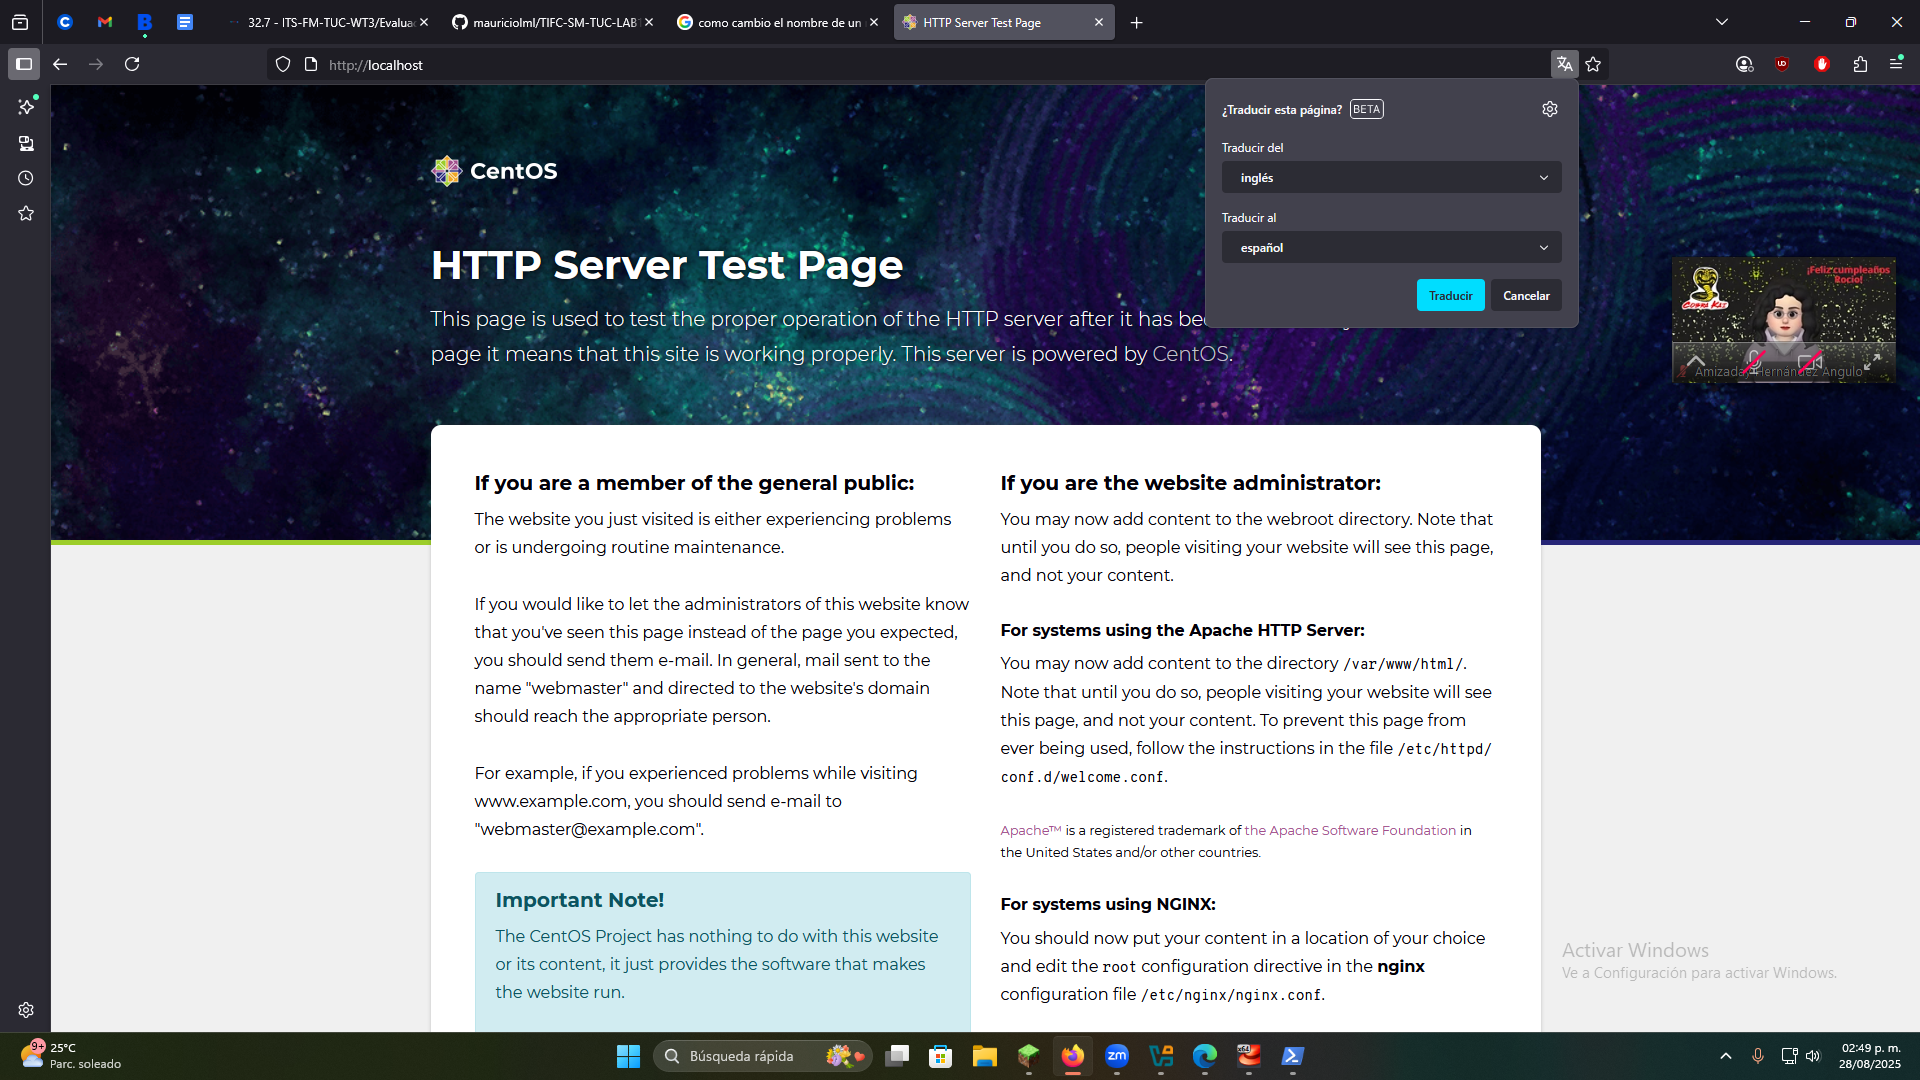 32.7 - ITS-FM-TUC-WT3/Evalua
mauriciolml/TIFC-SM-TUC-LAB
como cambio el nombre de un
HTTP Server Test Page
http://localhost
¿Traducir esta página? BETA
Traducir del
inglés
Traducir al
español
Traducir
Cancelar
CentOS
HTTP Server Test Page
This page is used to test the proper operation of the HTTP server after it has be
page it means that this site is working properly. This server is powered by CentOS.
COBRA KAI
¡Feliz cumpleaños
Rocio!
Amizaday Hernández Angulo
If you are a member of the general public:
The website you just visited is either experiencing problems
or is undergoing routine maintenance.
If you would like to let the administrators of this website know
that you've seen this page instead of the page you expected,
you should send them e-mail. In general, mail sent to the
name "webmaster" and directed to the website's domain
should reach the appropriate person.
For example, if you experienced problems while visiting
www.example.com, you should send e-mail to
"webmaster@example.com".
Important Note!
The CentOS Project has nothing to do with this website
or its content, it just provides the software that makes
the website run.
If you are the website administrator:
You may now add content to the webroot directory. Note that
until you do so, people visiting your website will see this page,
and not your content.
For systems using the Apache HTTP Server:
You may now add content to the directory /var/www/html/.
Note that until you do so, people visiting your website will see
this page, and not your content. To prevent this page from
ever being used, follow the instructions in the file /etc/httpd/
conf.d/welcome.conf.
Apache™ is a registered trademark of the Apache Software Foundation in
the United States and/or other countries.
For systems using NGINX:
You should now put your content in a location of your choice
and edit the root configuration directive in the nginx
configuration file /etc/nginx/nginx.conf.
Activar Windows
Ve a Configuración para activar Windows.
9+
25°C
Parc. soleado
Búsqueda rápida
zm
02:49 p. m.
28/08/2025